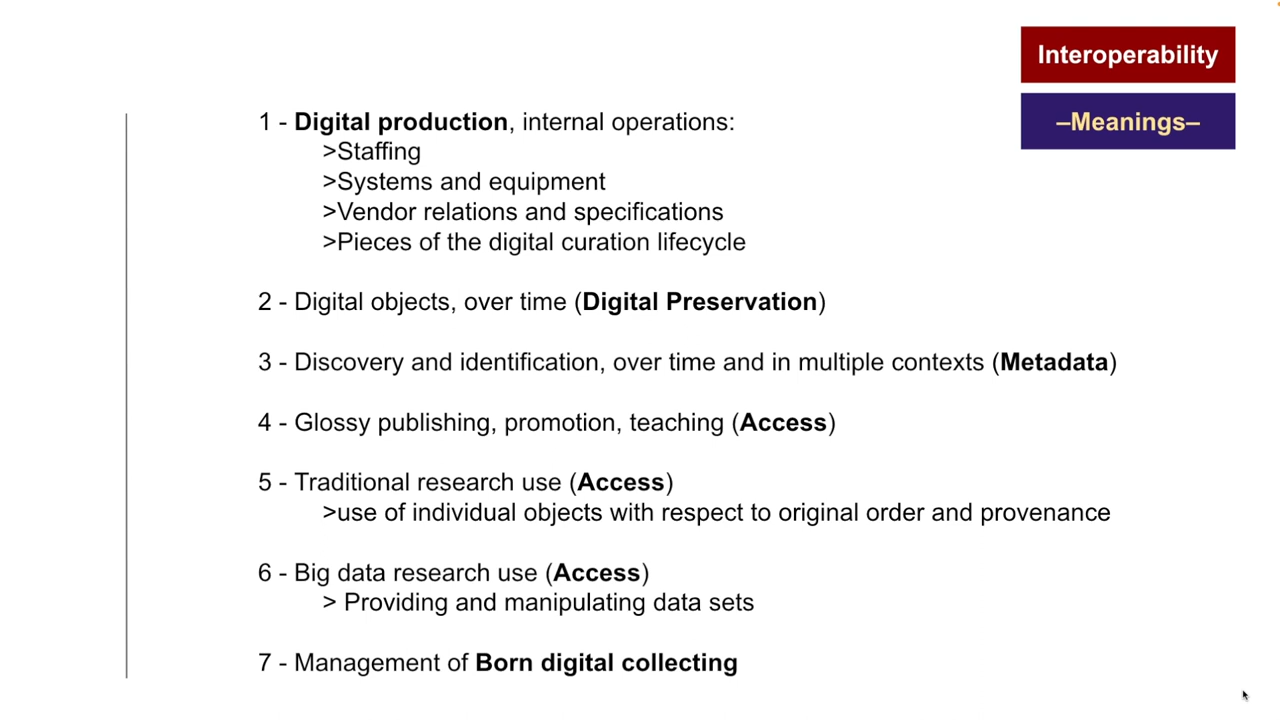 Interoperability
–Meanings–
1 - Digital production, internal operations:
>Staffing
>Systems and equipment
>Vendor relations and specifications
>Pieces of the digital curation lifecycle
2 - Digital objects, over time (Digital Preservation)
3 - Discovery and identification, over time and in multiple contexts (Metadata)
4 - Glossy publishing, promotion, teaching (Access)
5 - Traditional research use (Access)
>use of individual objects with respect to original order and provenance
6 - Big data research use (Access)
> Providing and manipulating data sets
7 - Management of Born digital collecting